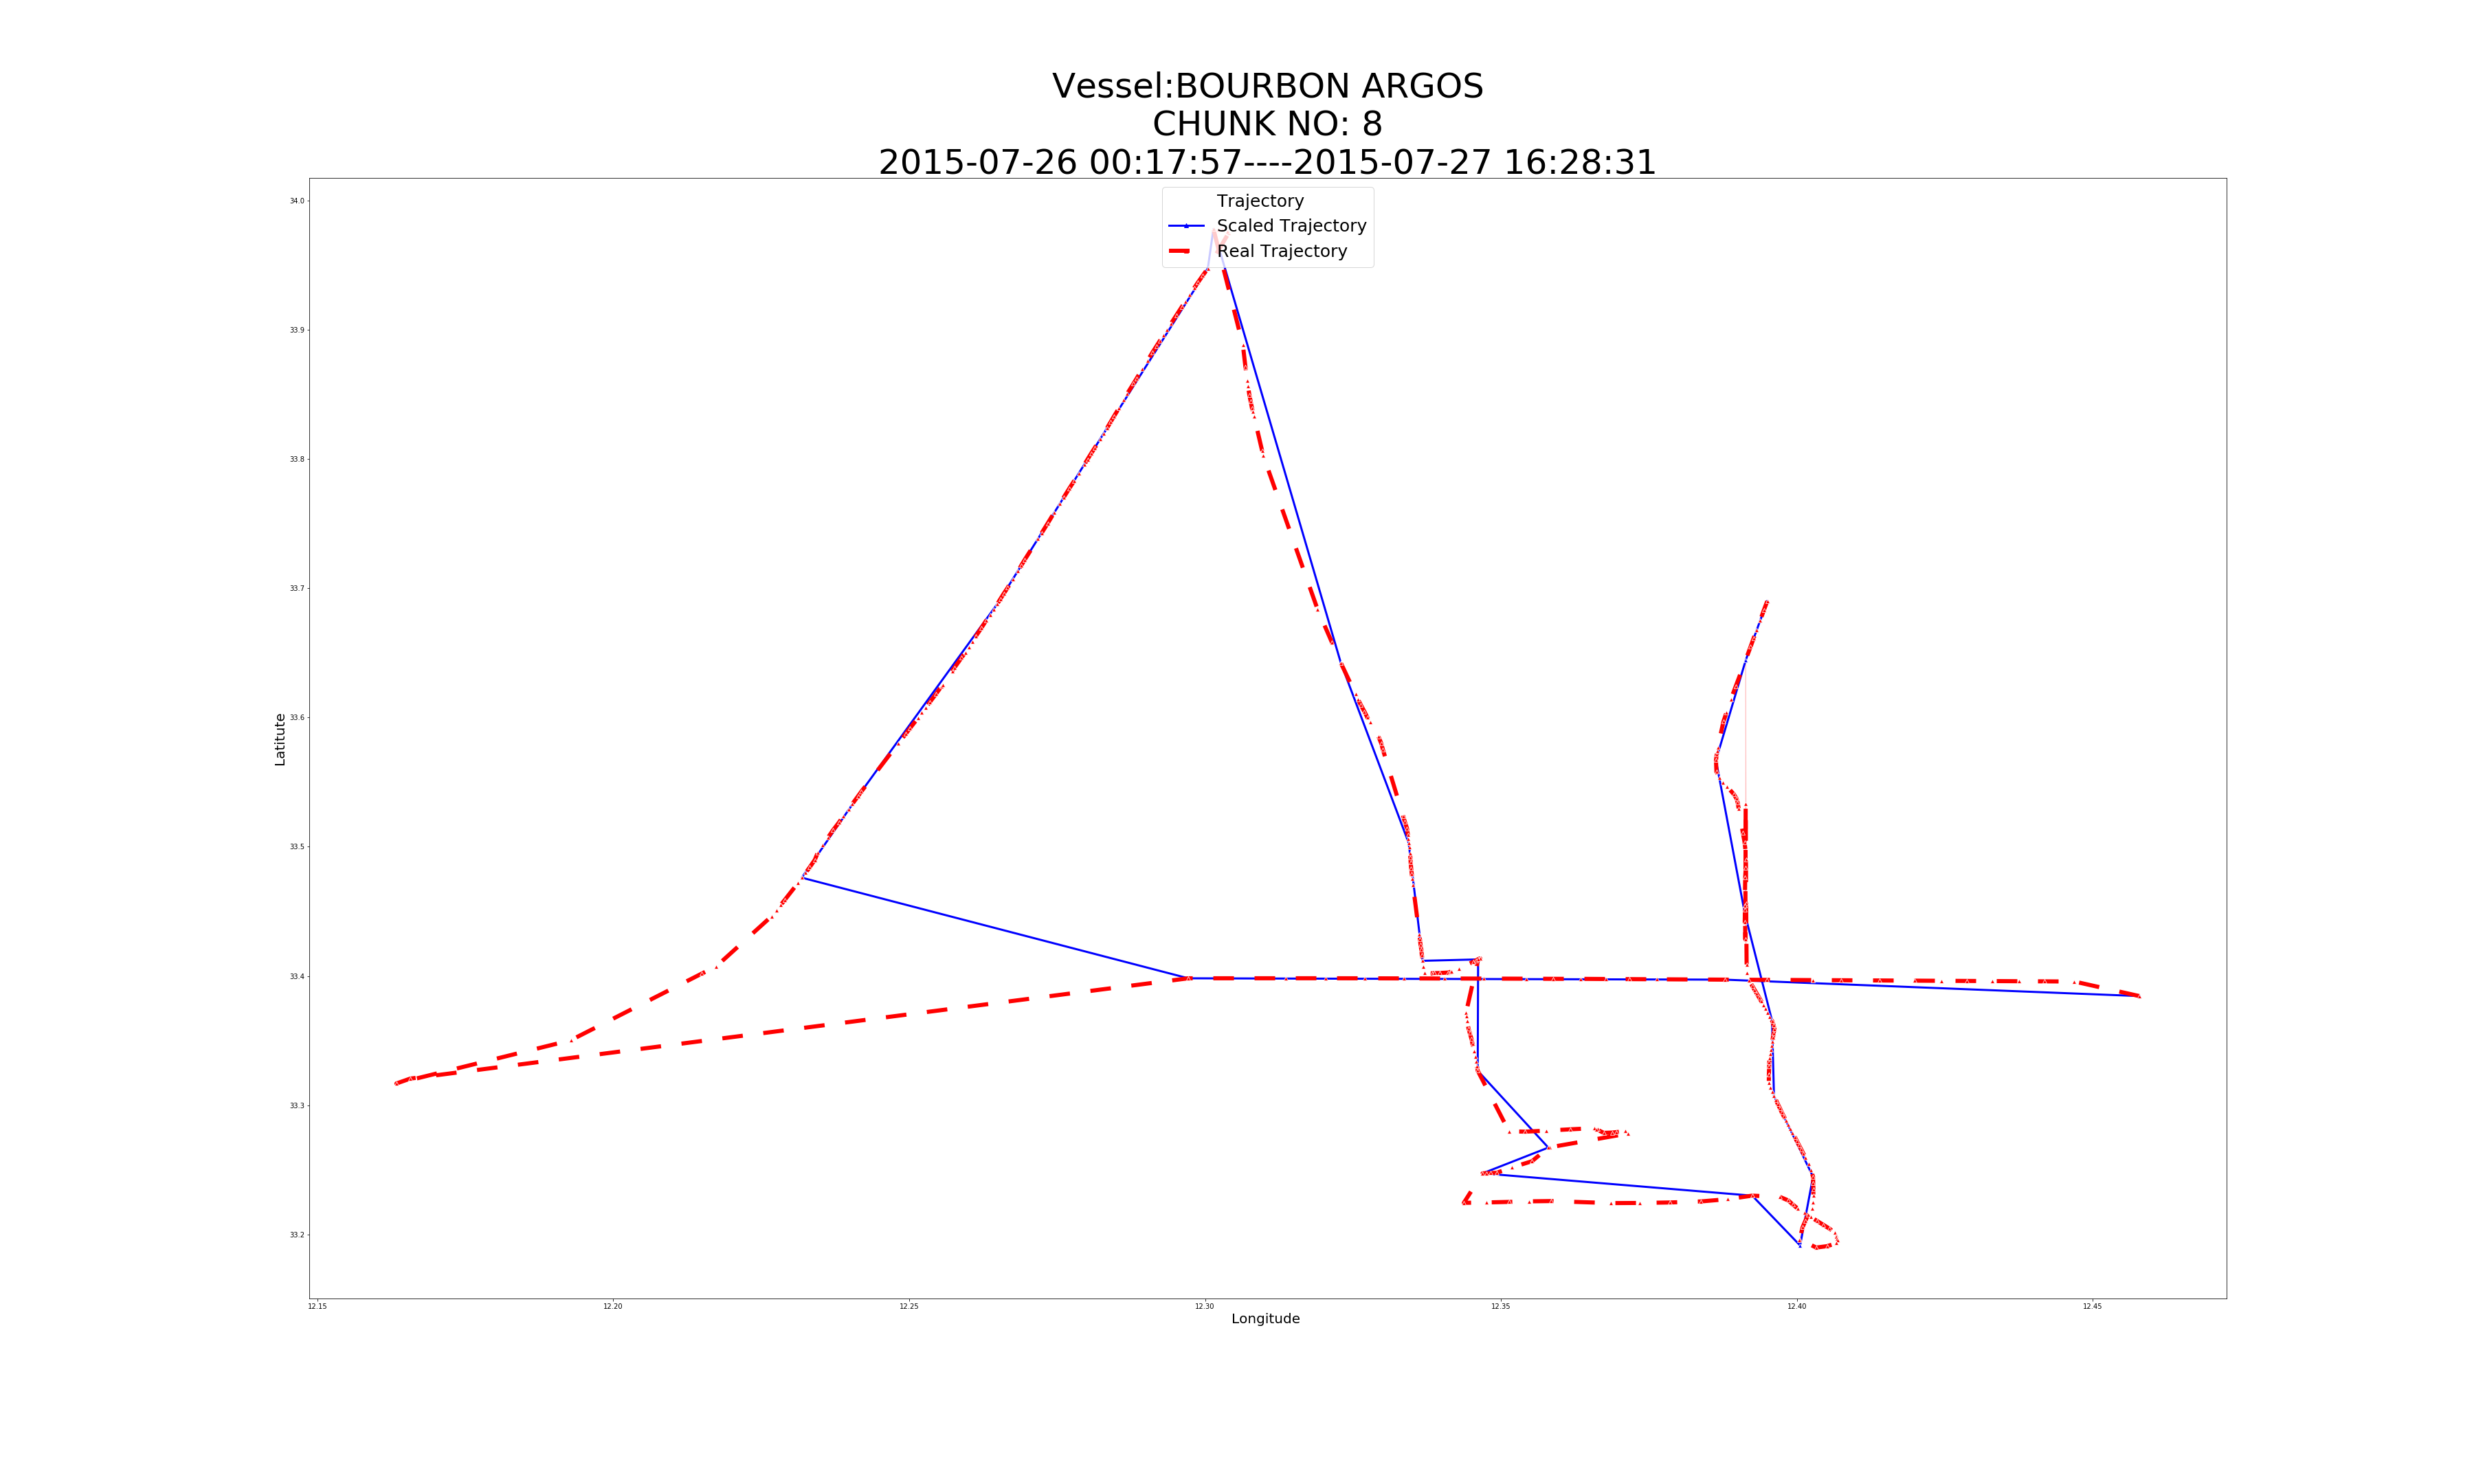 Vessel:BOURBON ARGOS
CHUNK NO: 8
2015-07-26 00:17:57----2015-07-27 16:28:31
Trajectory
Scaled Trajectory
Real Trajectory
34.0
33.9
33.8
33.7
33.6
33.5
33.4
33.3
33.2
Latitute
12.15
12.20
12.25
12.30
12.35
12.40
12.45
Longitude